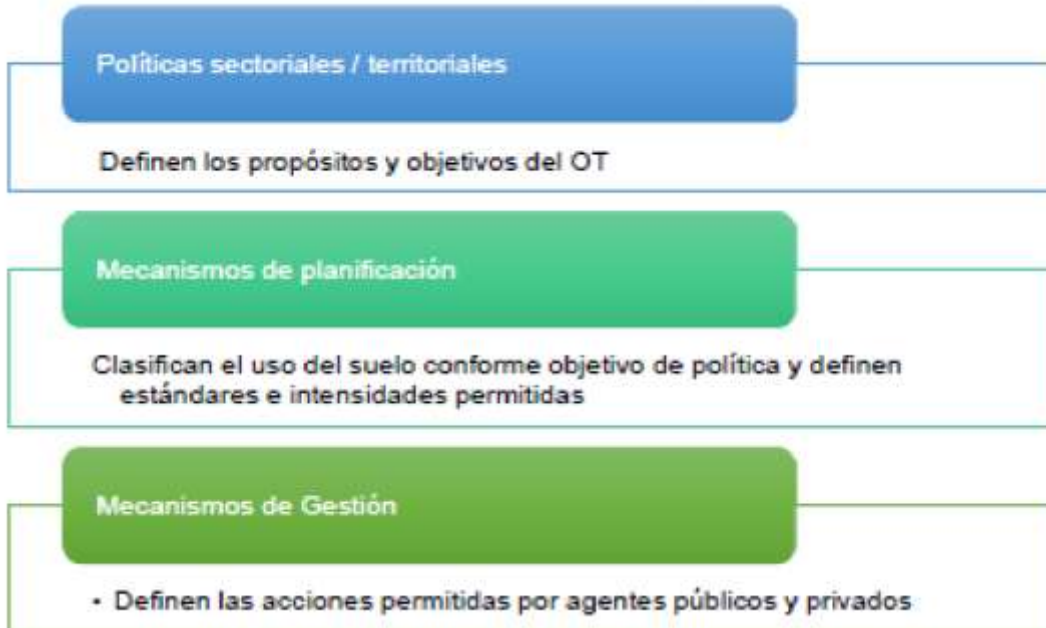 Políticas sectoriales / territoriales
Definen los propósitos y objetivos del OT
Mecanismos de planificación
Clasifican el uso del suelo conforme objetivo de política y definen
estándares e intensidades permitidas
Mecanismos de Gestión
• Definen las acciones permitidas por agentes públicos y privados